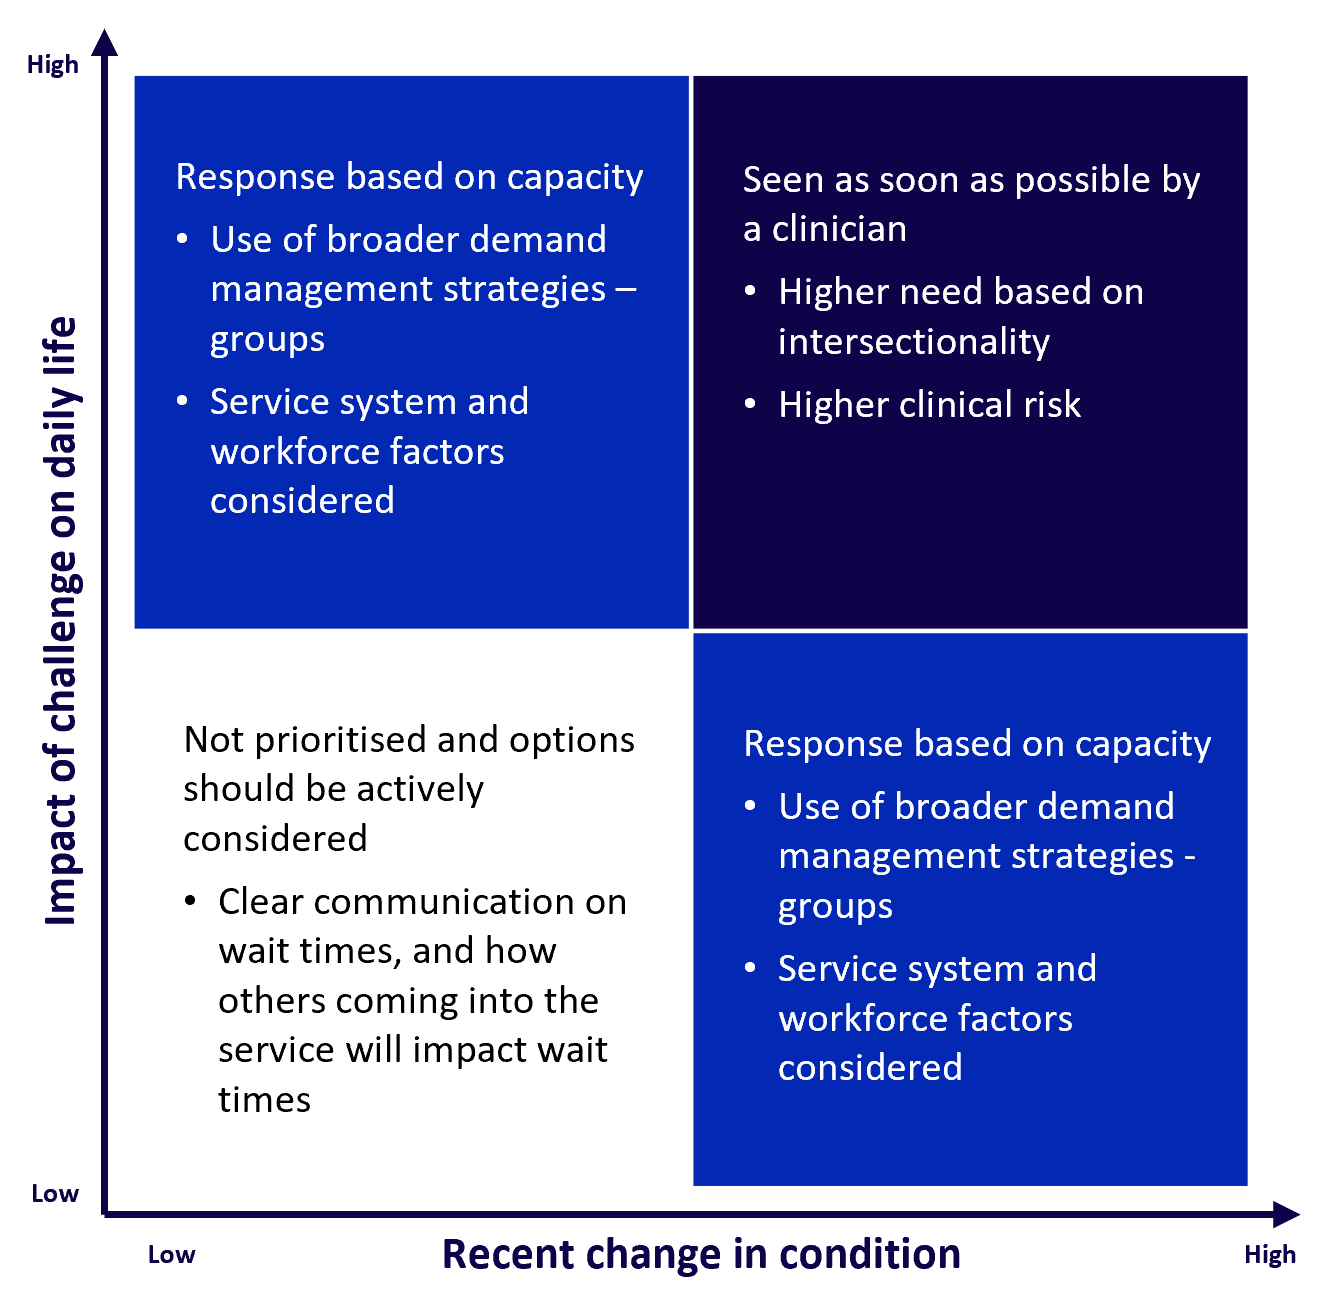 High
Response based on capacity
• Use of broader demand
management strategies –
groups
• Service system and
workforce factors
considered
Seen as soon as possible by
a clinician
• Higher need based on
intersectionality
• Higher clinical risk
Impact of challenge on daily life
Not prioritised and options
should be actively
considered
• Clear communication on
wait times, and how
others coming into the
service will impact wait
times
Response based on capacity
• Use of broader demand
management strategies -
groups
• Service system and
workforce factors
considered
Low
Low
Recent change in condition
High